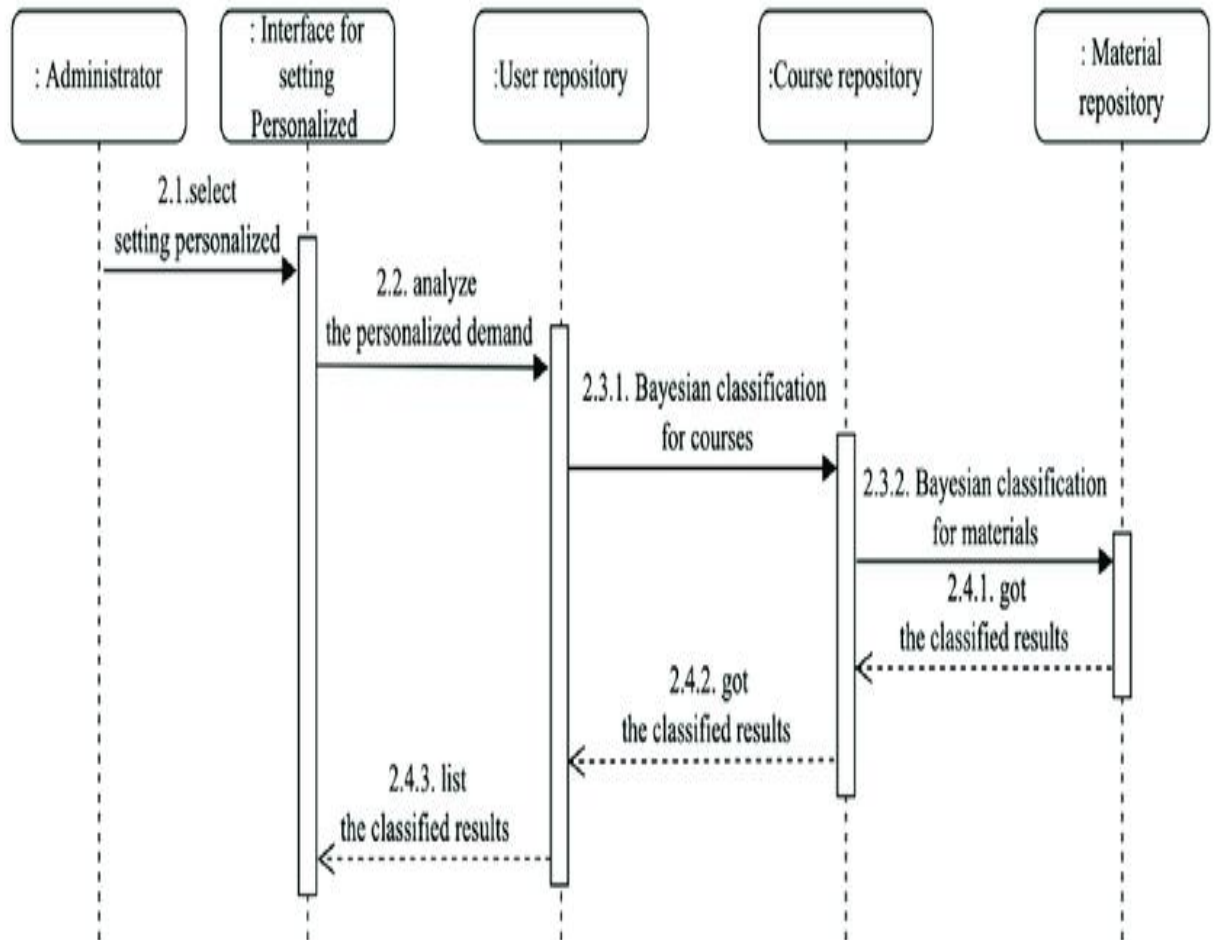 : Administrator
: Interface for
setting
Personalized
:User repository
:Course repository
: Material
repository
2.1.select
setting personalized
2.2. analyze
the personalized demand
2.3.1. Bayesian classification
for courses
2.3.2. Bayesian classification
for materials
2.4.1. got
the classified results
2.4.2. got
the classified results
2.4.3. list
the classified results